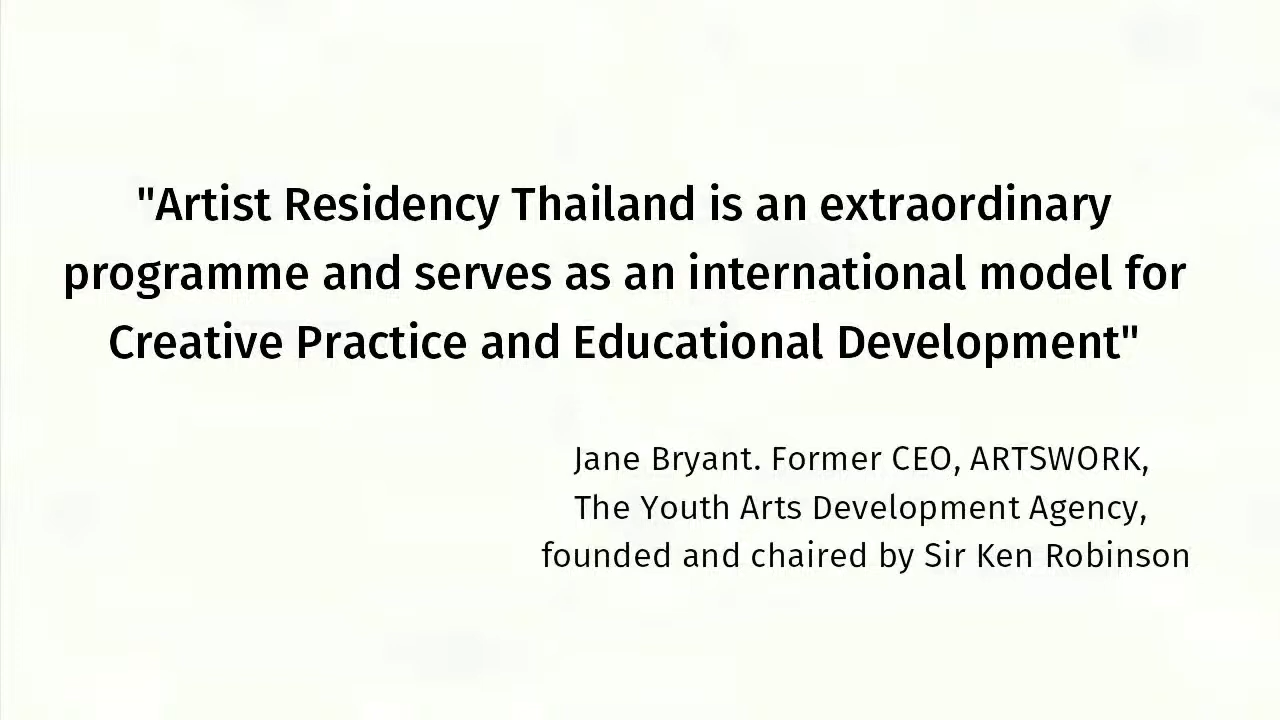 "Artist Residency Thailand is an extraordinary
programme and serves as an international model for
Creative Practice and Educational Development"
Jane Bryant. Former CEO, ARTSWORK,
The Youth Arts Development Agency,
founded and chaired by Sir Ken Robinson